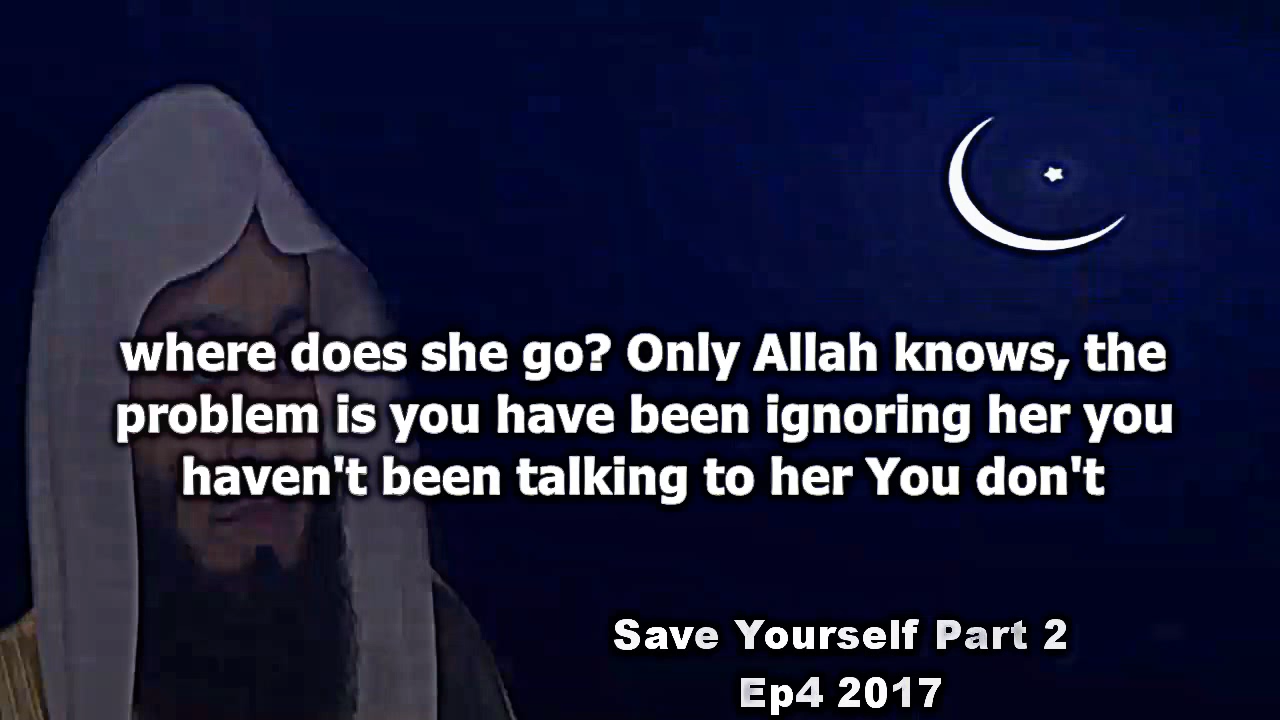 where does she go? Only Allah knows, the
problem is you have been ignoring her you
haven't been talking to her You don't
Save Yourself Part 2
Ep4 2017